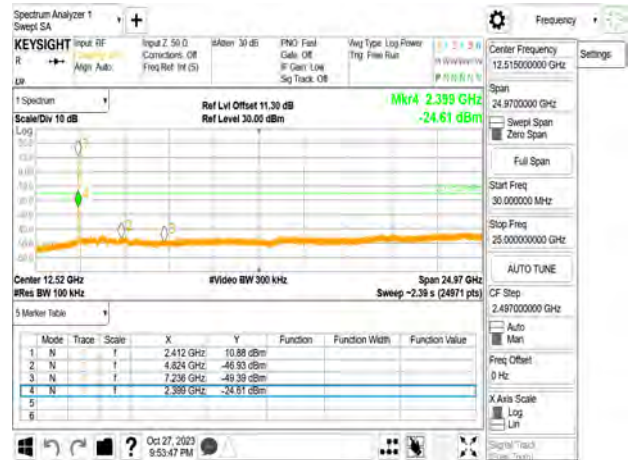 Spectrum Analyzer 1
Swept SA
Frequency
KEYSIGHT
Input: RF
Input Z: 50 Ω
#Atten: 30 dB
PNO: Fast
Avg Type: Log-Power
R
Align: Auto
Corrections: Off
Gate: Off
Trig: Free Run
Freq Ref: Int (S)
IF Gain: Low
Sig Track: Off
1 Spectrum
Ref Lvl Offset 11.30 dB
Mkr4 2.399 GHz
Scale/Div 10 dB
Ref Level 30.00 dBm
-24.61 dBm
Log
Center 12.52 GHz
#Video BW 300 kHz
Span 24.97 GHz
#Res BW 100 kHz
Sweep ~2.39 s (24971 pts)
5 Marker Table
Mode Trace Scale X Y Function Function Width Function Value
1 N f 2.412 GHz 10.88 dBm
2 N f 4.824 GHz -46.93 dBm
3 N f 7.236 GHz -49.39 dBm
4 N f 2.399 GHz -24.61 dBm
5
6
Oct 27, 2023
9:53:47 PM
Center Frequency
12.515000000 GHz
Settings
Span
24.9700000 GHz
Swept Span
Zero Span
Full Span
Start Freq
30.000000 MHz
Stop Freq
25.000000000 GHz
AUTO TUNE
CF Step
2.497000000 GHz
Auto
Man
Freq Offset
0 Hz
X Axis Scale
Log
Lin
Signal Track